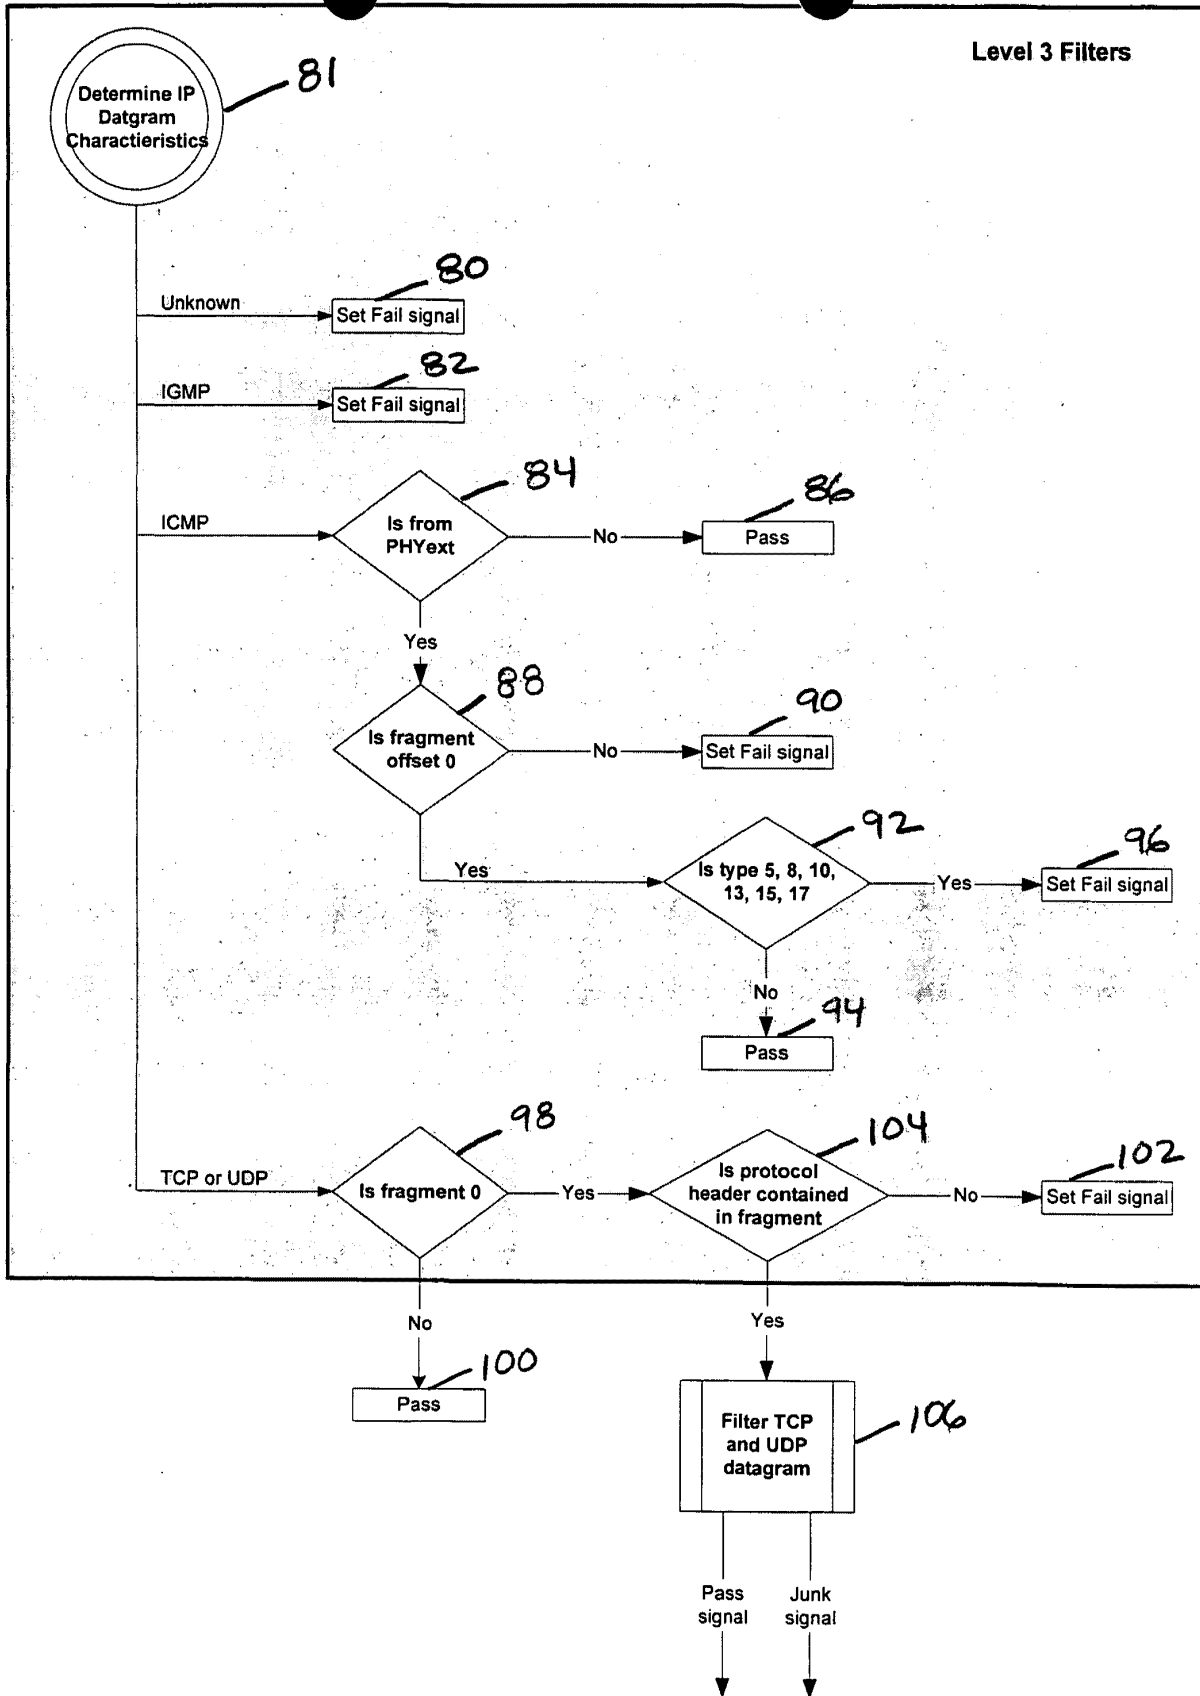 Level 3 Filters
81
Determine IP
Datgram
Charactieristics
80
Unknown
Set Fail signal
82
IGMP
Set Fail signal
84
86
ICMP
Is from
PHYext
No
Pass
Yes
88
90
Is fragment
offset 0
No
Set Fail signal
92
96
Yes
Is type 5, 8, 10,
13, 15, 17
Yes
Set Fail signal
No
94
Pass
98
104
102
TCP or UDP
Is fragment 0
Yes
Is protocol
header contained
in fragment
No
Set Fail signal
No
Yes
100
Pass
106
Filter TCP
and UDP
datagram
Pass
signal
Junk
signal